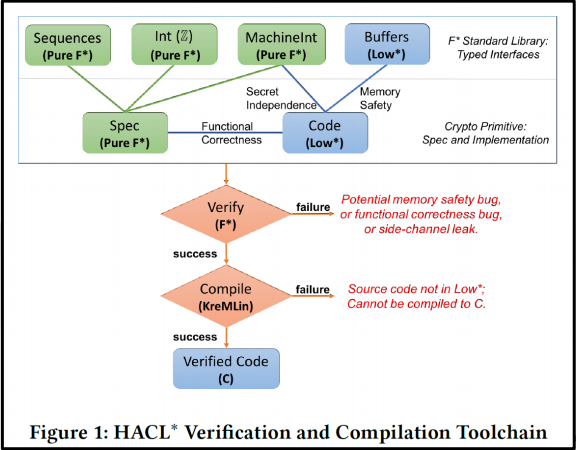 Sequences
(Pure F*)
Int (ℤ)
(Pure F*)
MachineInt
(Pure F*)
Buffers
(Low*)
F* Standard Library:
Typed Interfaces
Secret
Independence
Memory
Safety
Spec
(Pure F*)
Functional
Correctness
Code
(Low*)
Crypto Primitive:
Spec and Implementation
Verify
(F*)
failure
Potential memory safety bug,
or functional correctness bug,
or side-channel leak.
success
Compile
(KreMLin)
failure
Source code not in Low*;
Cannot be compiled to C.
success
Verified Code
(C)
Figure 1: HACL* Verification and Compilation Toolchain